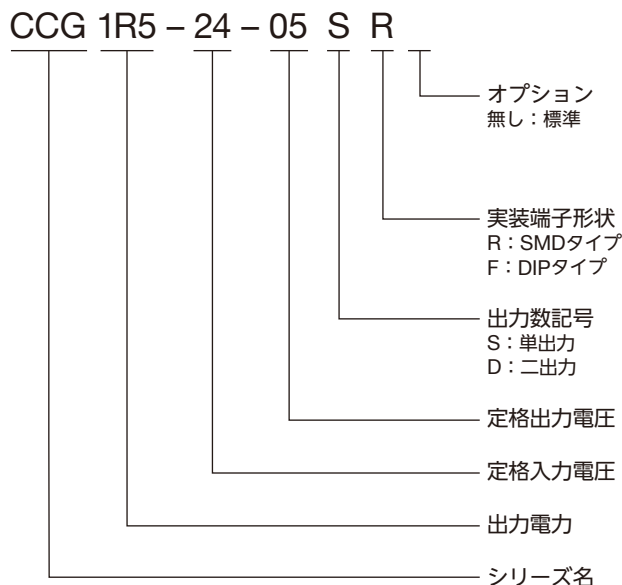 CCG 1R5 – 24 – 05 S R
オプション
無し：標準
実装端子形状
R：SMDタイプ
F：DIPタイプ
出力数記号
S：単出力
D：二出力
定格出力電圧
定格入力電圧
出力電力
シリーズ名